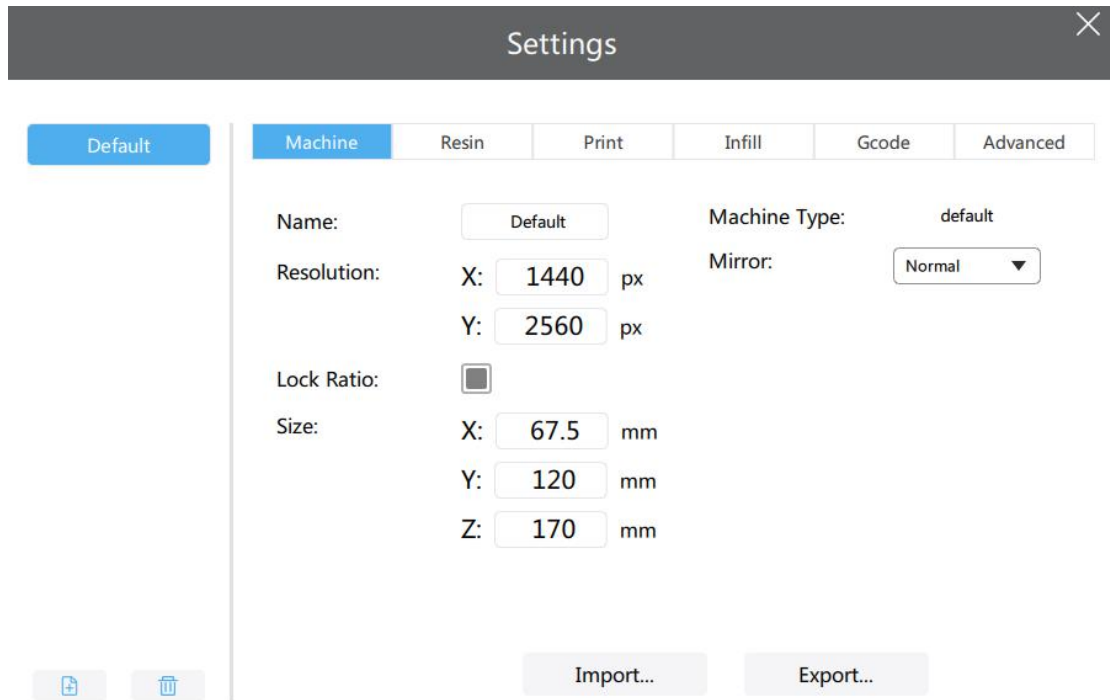 Settings
Default
Machine Resin Print Infill Gcode Advanced
Name: Default Machine Type: default
Resolution: X: 1440 px Mirror: Normal
Y: 2560 px
Lock Ratio:
Size: X: 67.5 mm
Y: 120 mm
Z: 170 mm
Import... Export...